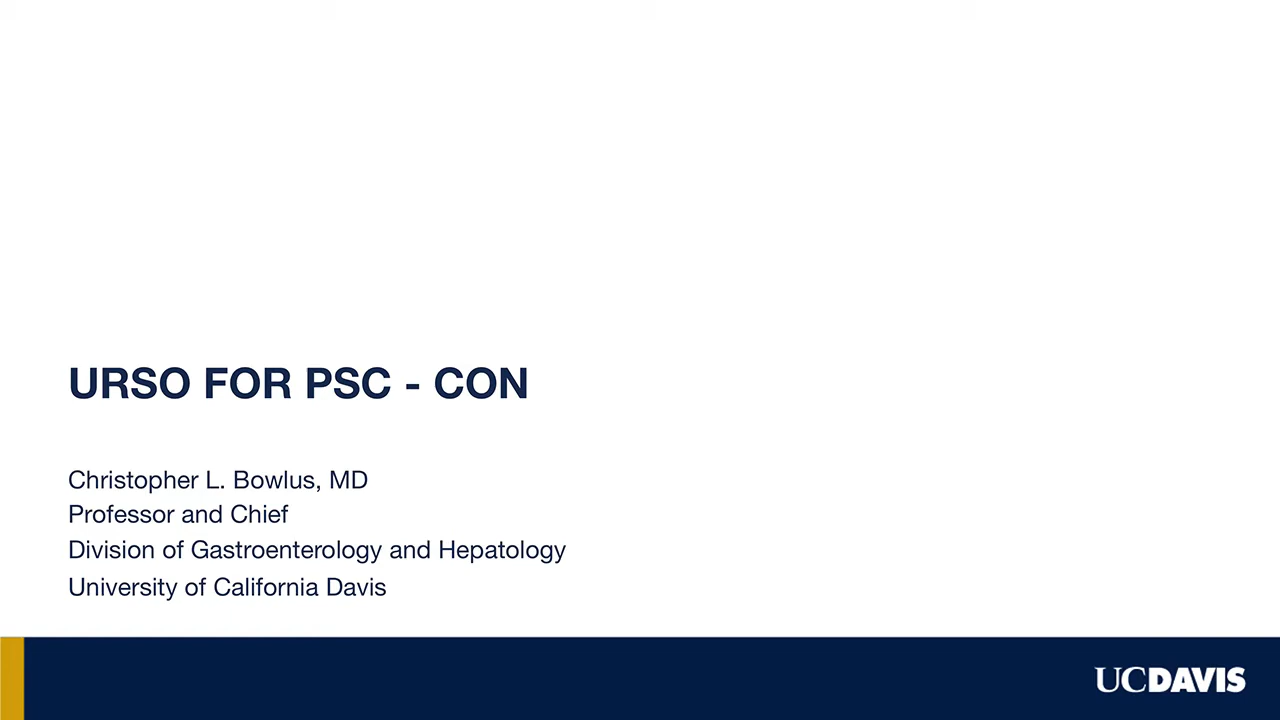 URSO FOR PSC - CON
Christopher L. Bowlus, MD
Professor and Chief
Division of Gastroenterology and Hepatology
University of California Davis
UCDAVIS